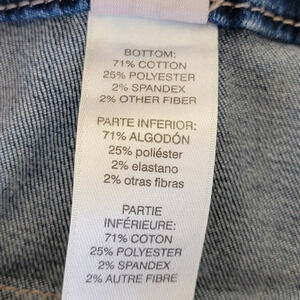 BOTTOM:
71% COTTON
25% POLYESTER
2% SPANDEX
2% OTHER FIBER
PARTE INFERIOR:
71% ALGODÓN
25% poliéster
2% elastano
2% otras fibras
PARTIE
INFÉRIEURE:
71% COTON
25% POLYESTER
2% SPANDEX
2% AUTRE FIBRE